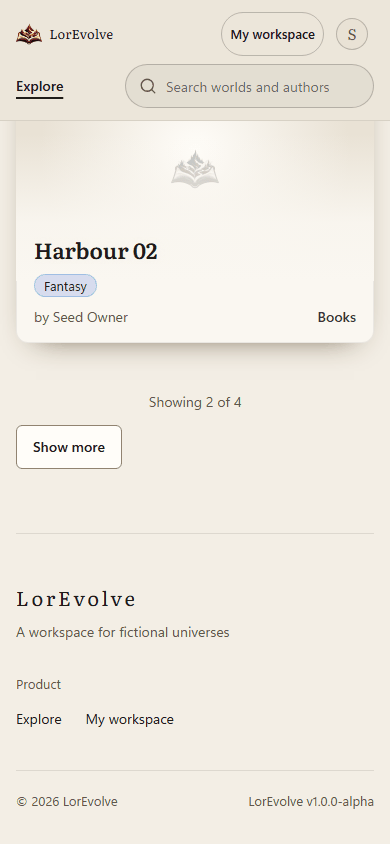 LorEvolve
My workspace
S
Explore
Search worlds and authors
Harbour 02
Fantasy
by Seed Owner
Books
Showing 2 of 4
Show more
LorEvolve
A workspace for fictional universes
Product
Explore
My workspace
© 2026 LorEvolve
LorEvolve v1.0.0-alpha